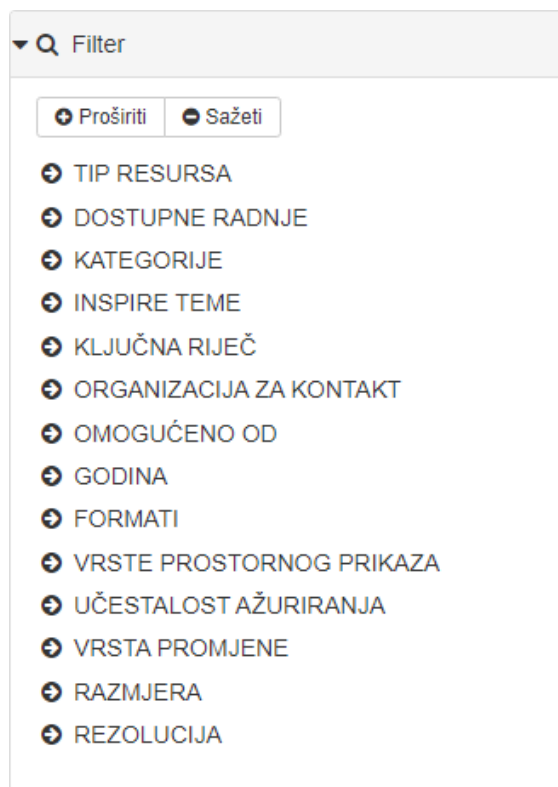 Filter
Proširiti Sažeti
TIP RESURSA
DOSTUPNE RADNJE
KATEGORIJE
INSPIRE TEME
KLJUČNA RIJEČ
ORGANIZACIJA ZA KONTAKT
OMOGUĆENO OD
GODINA
FORMATI
VRSTE PROSTORNOG PRIKAZA
UČESTALOST AŽURIRANJA
VRSTA PROMJENE
RAZMJERA
REZOLUCIJA